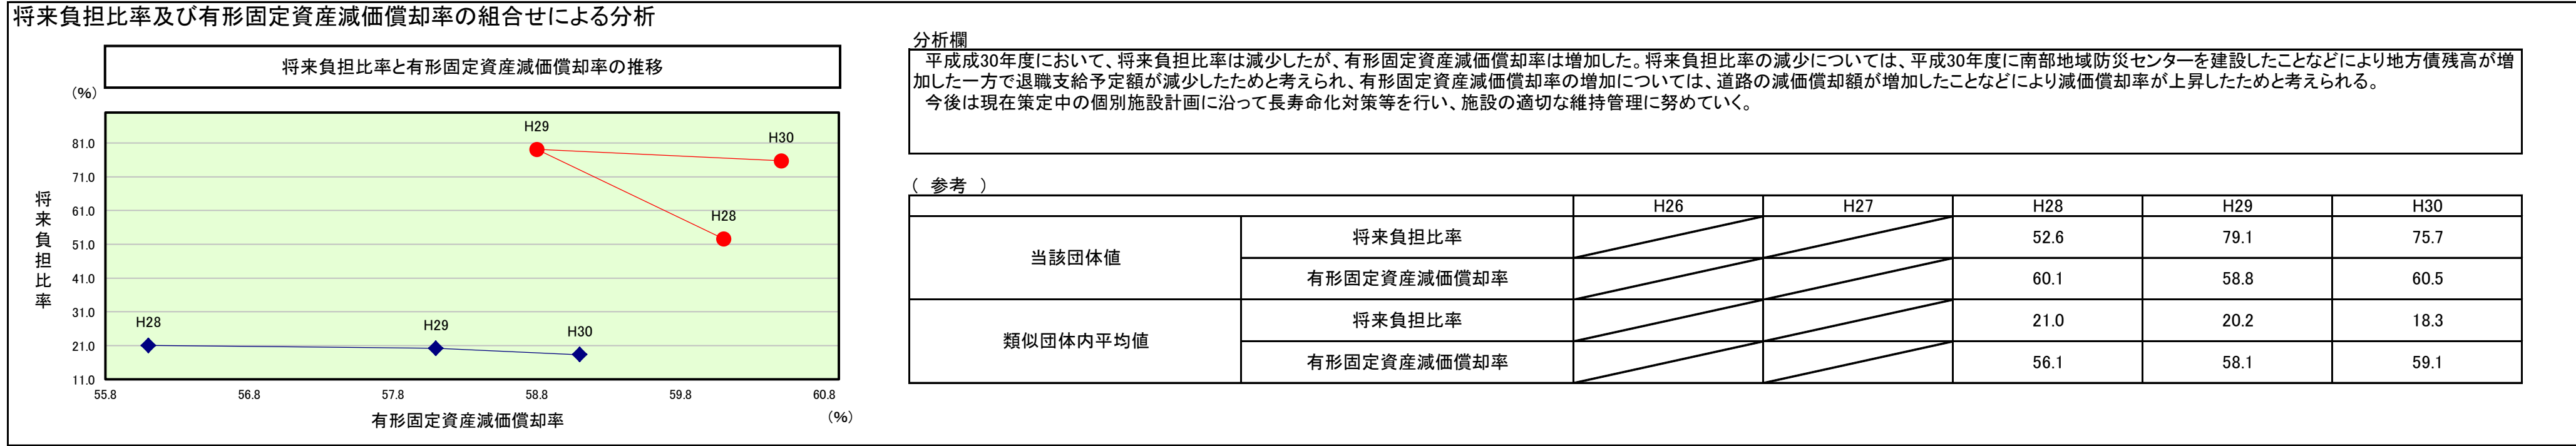 将来負担比率及び有形固定資産減価償却率の組合せによる分析
将来負担比率と有形固定資産減価償却率の推移
(%)
81.0
71.0
61.0
51.0
41.0
31.0
21.0
11.0
将来負担比率
H29
H30
H28
H28
H29
H30
55.8 56.8 57.8 58.8 59.8 60.8
有形固定資産減価償却率
(%)
分析欄
平成成30年度において、将来負担比率は減少したが、有形固定資産減価償却率は増加した。将来負担比率の減少については、平成30年度に南部地域防災センターを建設したことなどにより地方債残高が増
加した一方で退職支給予定額が減少したためと考えられ、有形固定資産減価償却率の増加については、道路の減価償却額が増加したことなどにより減価償却率が上昇したためと考えられる。
今後は現在策定中の個別施設計画に沿って長寿命化対策等を行い、施設の適切な維持管理に努めていく。
( 参考 )
H26 H27 H28 H29 H30
当該団体値
将来負担比率 52.6 79.1 75.7
有形固定資産減価償却率 60.1 58.8 60.5
類似団体内平均値
将来負担比率 21.0 20.2 18.3
有形固定資産減価償却率 56.1 58.1 59.1